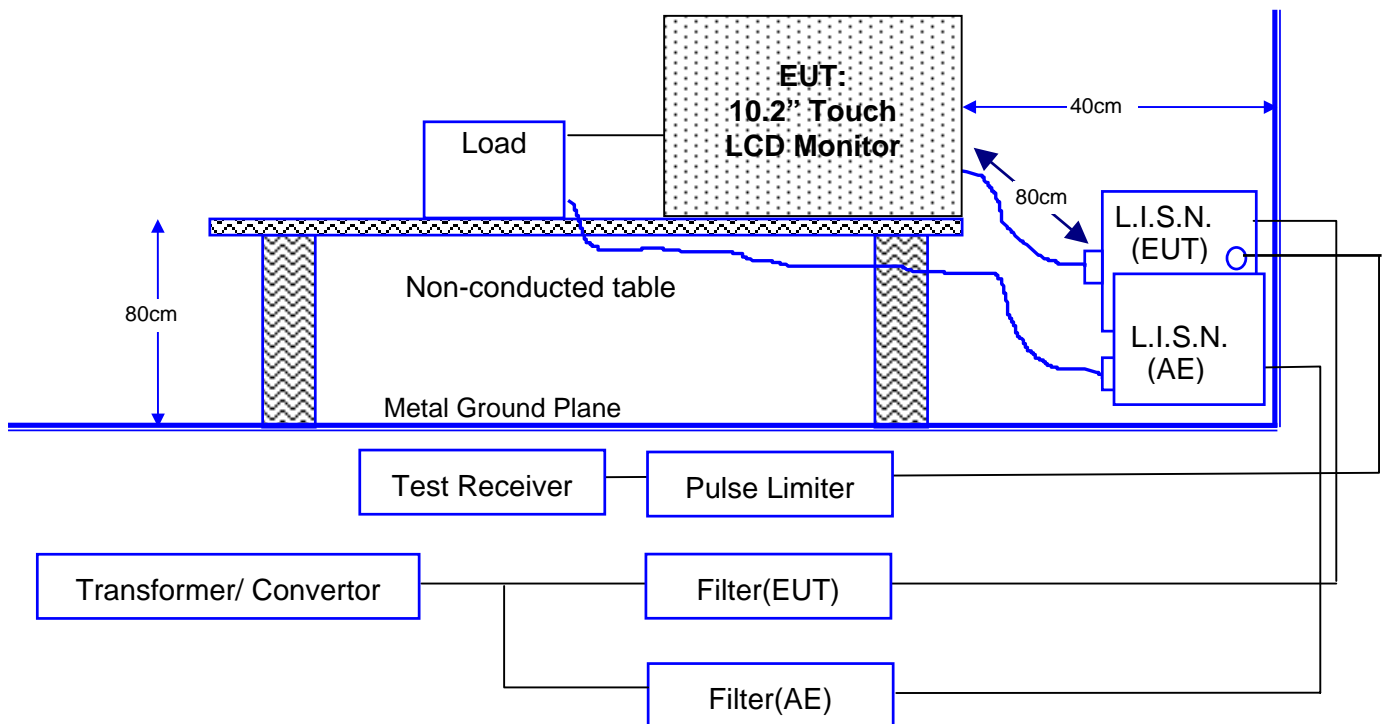 EUT:
10.2” Touch
LCD Monitor
40cm
Load
80cm
L.I.S.N.
(EUT)
Non-conducted table
80cm
L.I.S.N.
(AE)
Metal Ground Plane
Test Receiver
Pulse Limiter
Transformer/ Convertor
Filter(EUT)
Filter(AE)